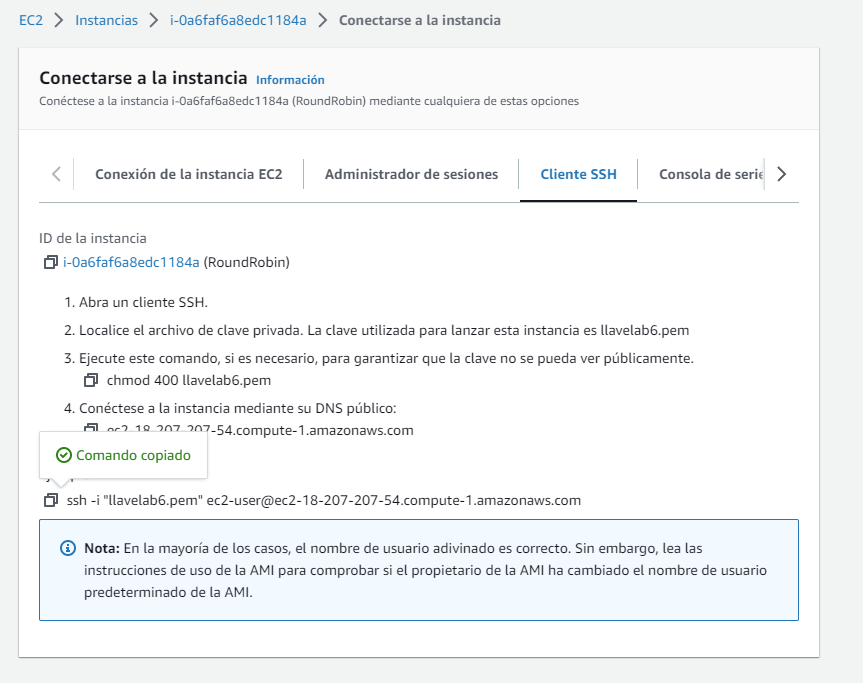 EC2 > Instancias > i-0a6faf6a8edc1184a > Conectarse a la instancia
Conectarse a la instancia Información
Conéctese a la instancia i-0a6faf6a8edc1184a (RoundRobin) mediante cualquiera de estas opciones
Conexión de la instancia EC2 Administrador de sesiones Cliente SSH Consola de serie
ID de la instancia
i-0a6faf6a8edc1184a (RoundRobin)
1. Abra un cliente SSH.
2. Localice el archivo de clave privada. La clave utilizada para lanzar esta instancia es llavelab6.pem
3. Ejecute este comando, si es necesario, para garantizar que la clave no se pueda ver públicamente.
chmod 400 llavelab6.pem
4. Conéctese a la instancia mediante su DNS público:
ec2-18-207-207-54.compute-1.amazonaws.com
Comando copiado
ssh -i "llavelab6.pem" ec2-user@ec2-18-207-207-54.compute-1.amazonaws.com
Nota: En la mayoría de los casos, el nombre de usuario adivinado es correcto. Sin embargo, lea las
instrucciones de uso de la AMI para comprobar si el propietario de la AMI ha cambiado el nombre de usuario
predeterminado de la AMI.